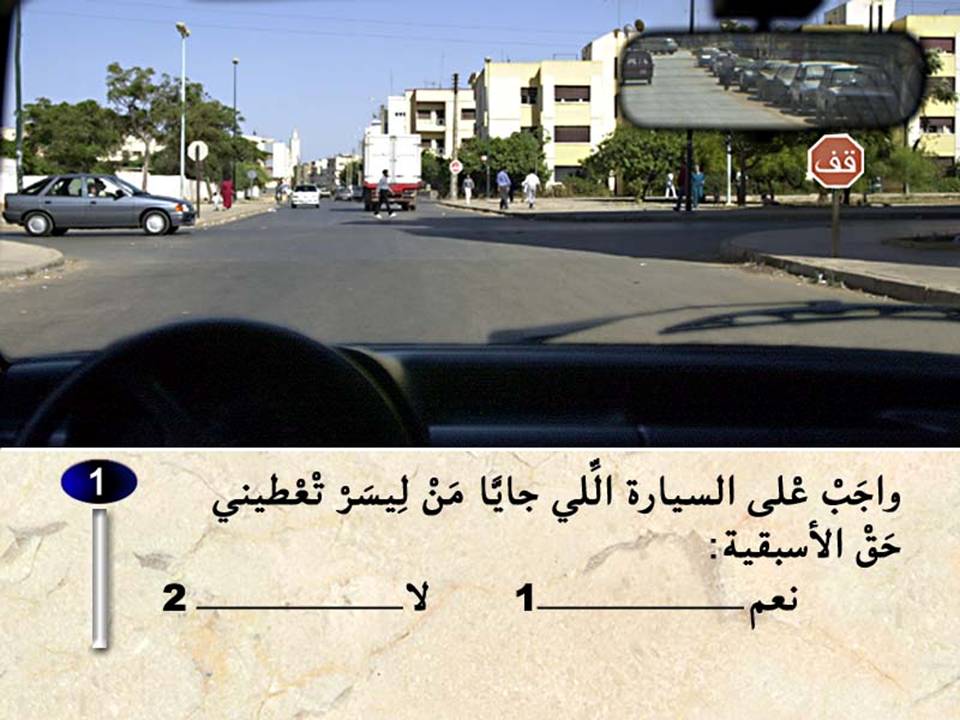 قف
1
واجَبْ عْلى السيارة الِّلي جايَّا مَنْ لِيسَرْ تْعْطيني
حَقْ الأسبقية:
نعم 1 لا 2